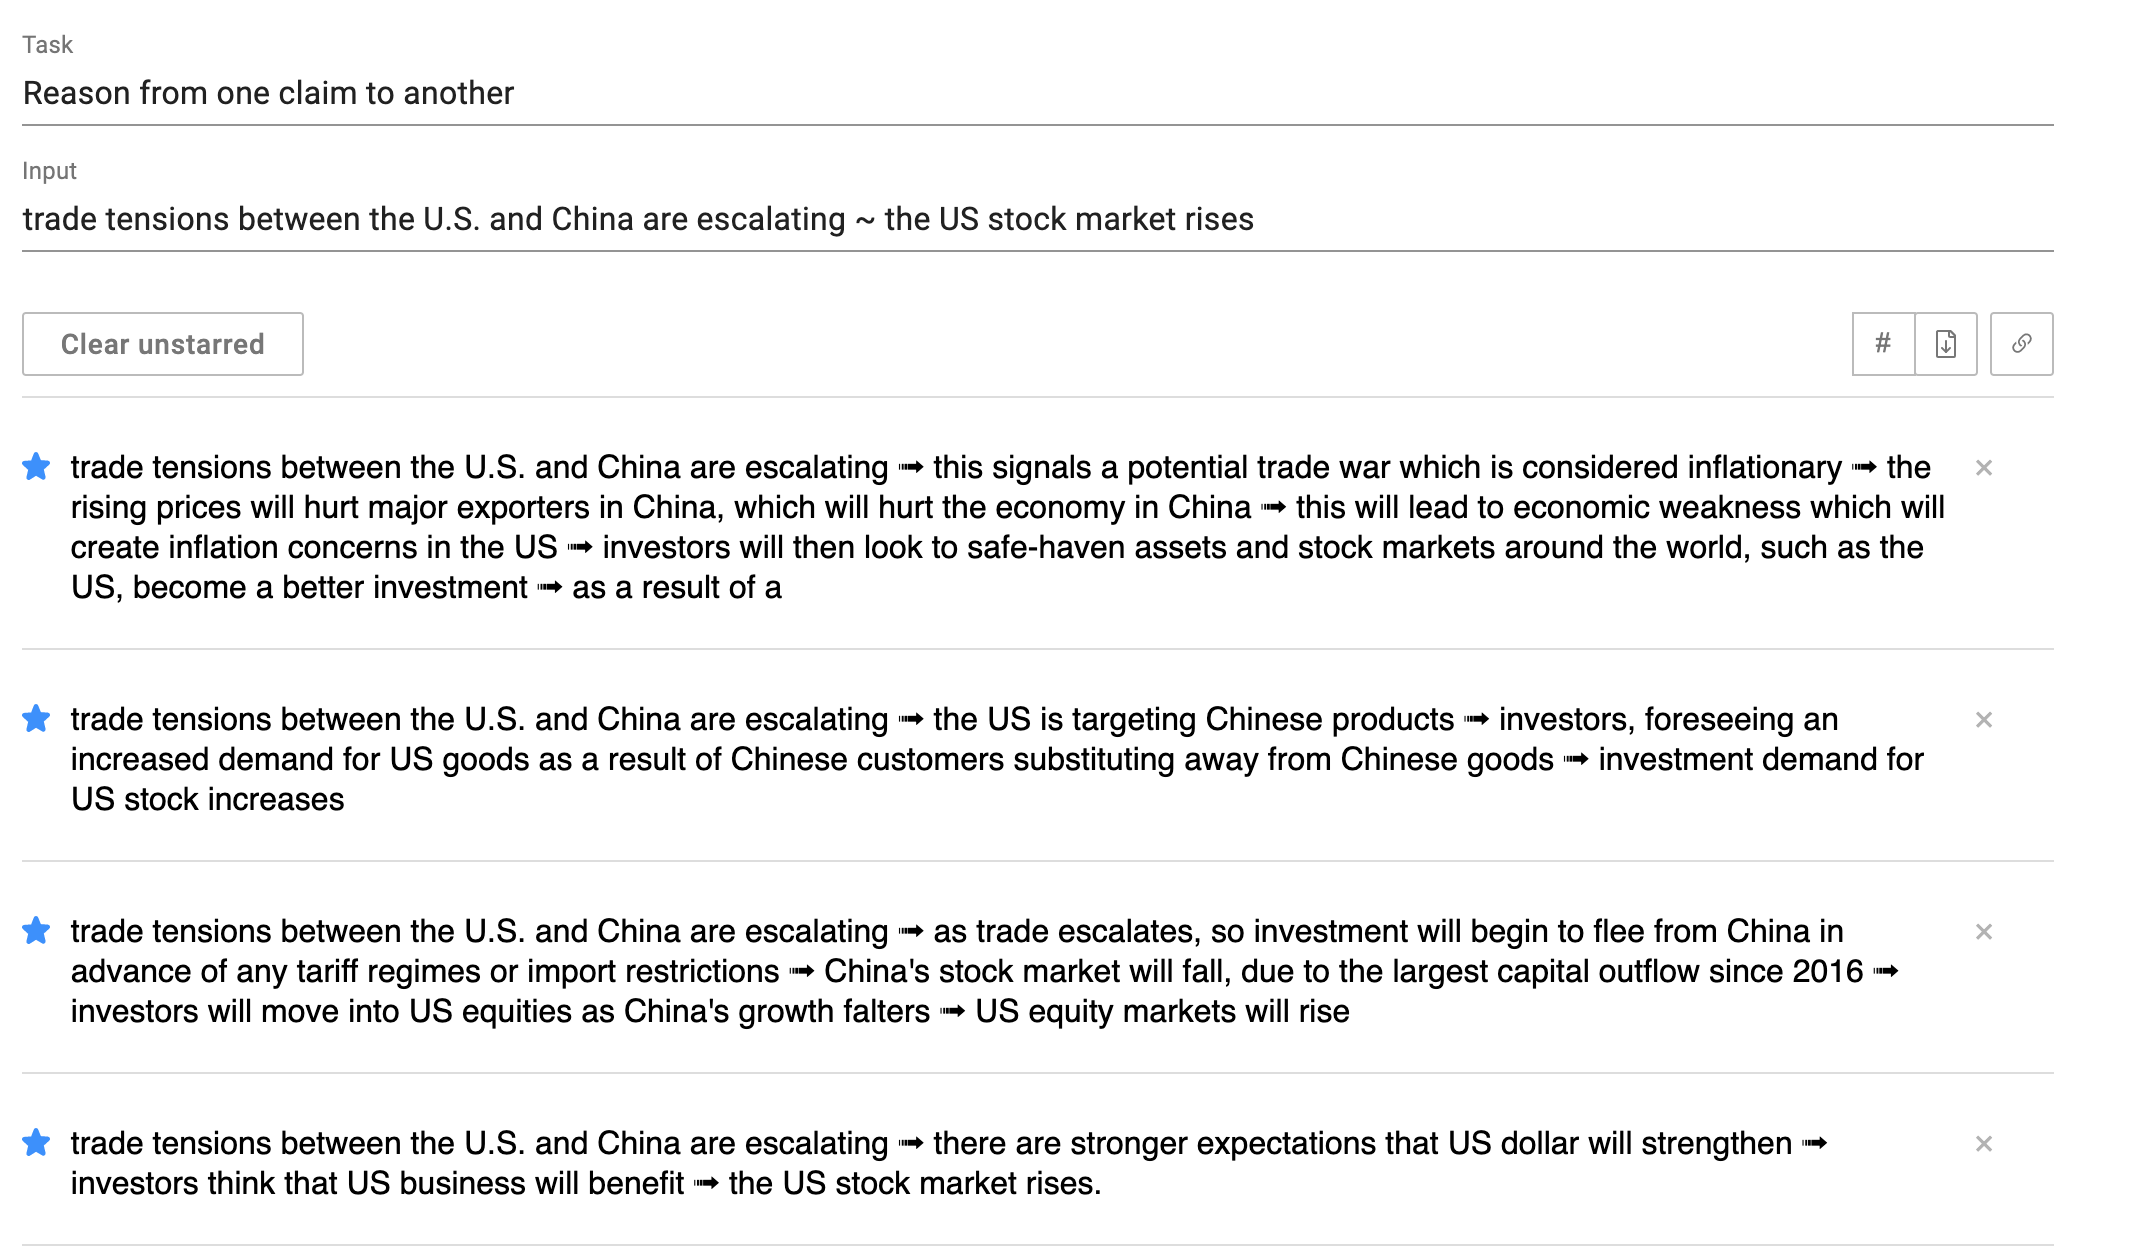 Task
Reason from one claim to another
Input
trade tensions between the U.S. and China are escalating ~ the US stock market rises
Clear unstarred
#
trade tensions between the U.S. and China are escalating ➟ this signals a potential trade war which is considered inflationary ➟ the
rising prices will hurt major exporters in China, which will hurt the economy in China ➟ this will lead to economic weakness which will
create inflation concerns in the US ➟ investors will then look to safe-haven assets and stock markets around the world, such as the
US, become a better investment ➟ as a result of a
trade tensions between the U.S. and China are escalating ➟ the US is targeting Chinese products ➟ investors, foreseeing an
increased demand for US goods as a result of Chinese customers substituting away from Chinese goods ➟ investment demand for
US stock increases
trade tensions between the U.S. and China are escalating ➟ as trade escalates, so investment will begin to flee from China in
advance of any tariff regimes or import restrictions ➟ China's stock market will fall, due to the largest capital outflow since 2016 ➟
investors will move into US equities as China's growth falters ➟ US equity markets will rise
trade tensions between the U.S. and China are escalating ➟ there are stronger expectations that US dollar will strengthen ➟
investors think that US business will benefit ➟ the US stock market rises.